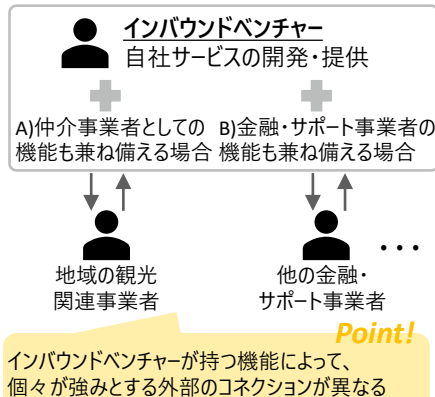 インバウンドベンチャー
自社サービスの開発・提供
A)仲介事業者としての
機能も兼ね備える場合
B)金融・サポート事業者の
機能も兼ね備える場合
地域の観光
関連事業者
他の金融・
サポート事業者
・・・
Point!
インバウンドベンチャーが持つ機能によって、
個々が強みとする外部のコネクションが異なる